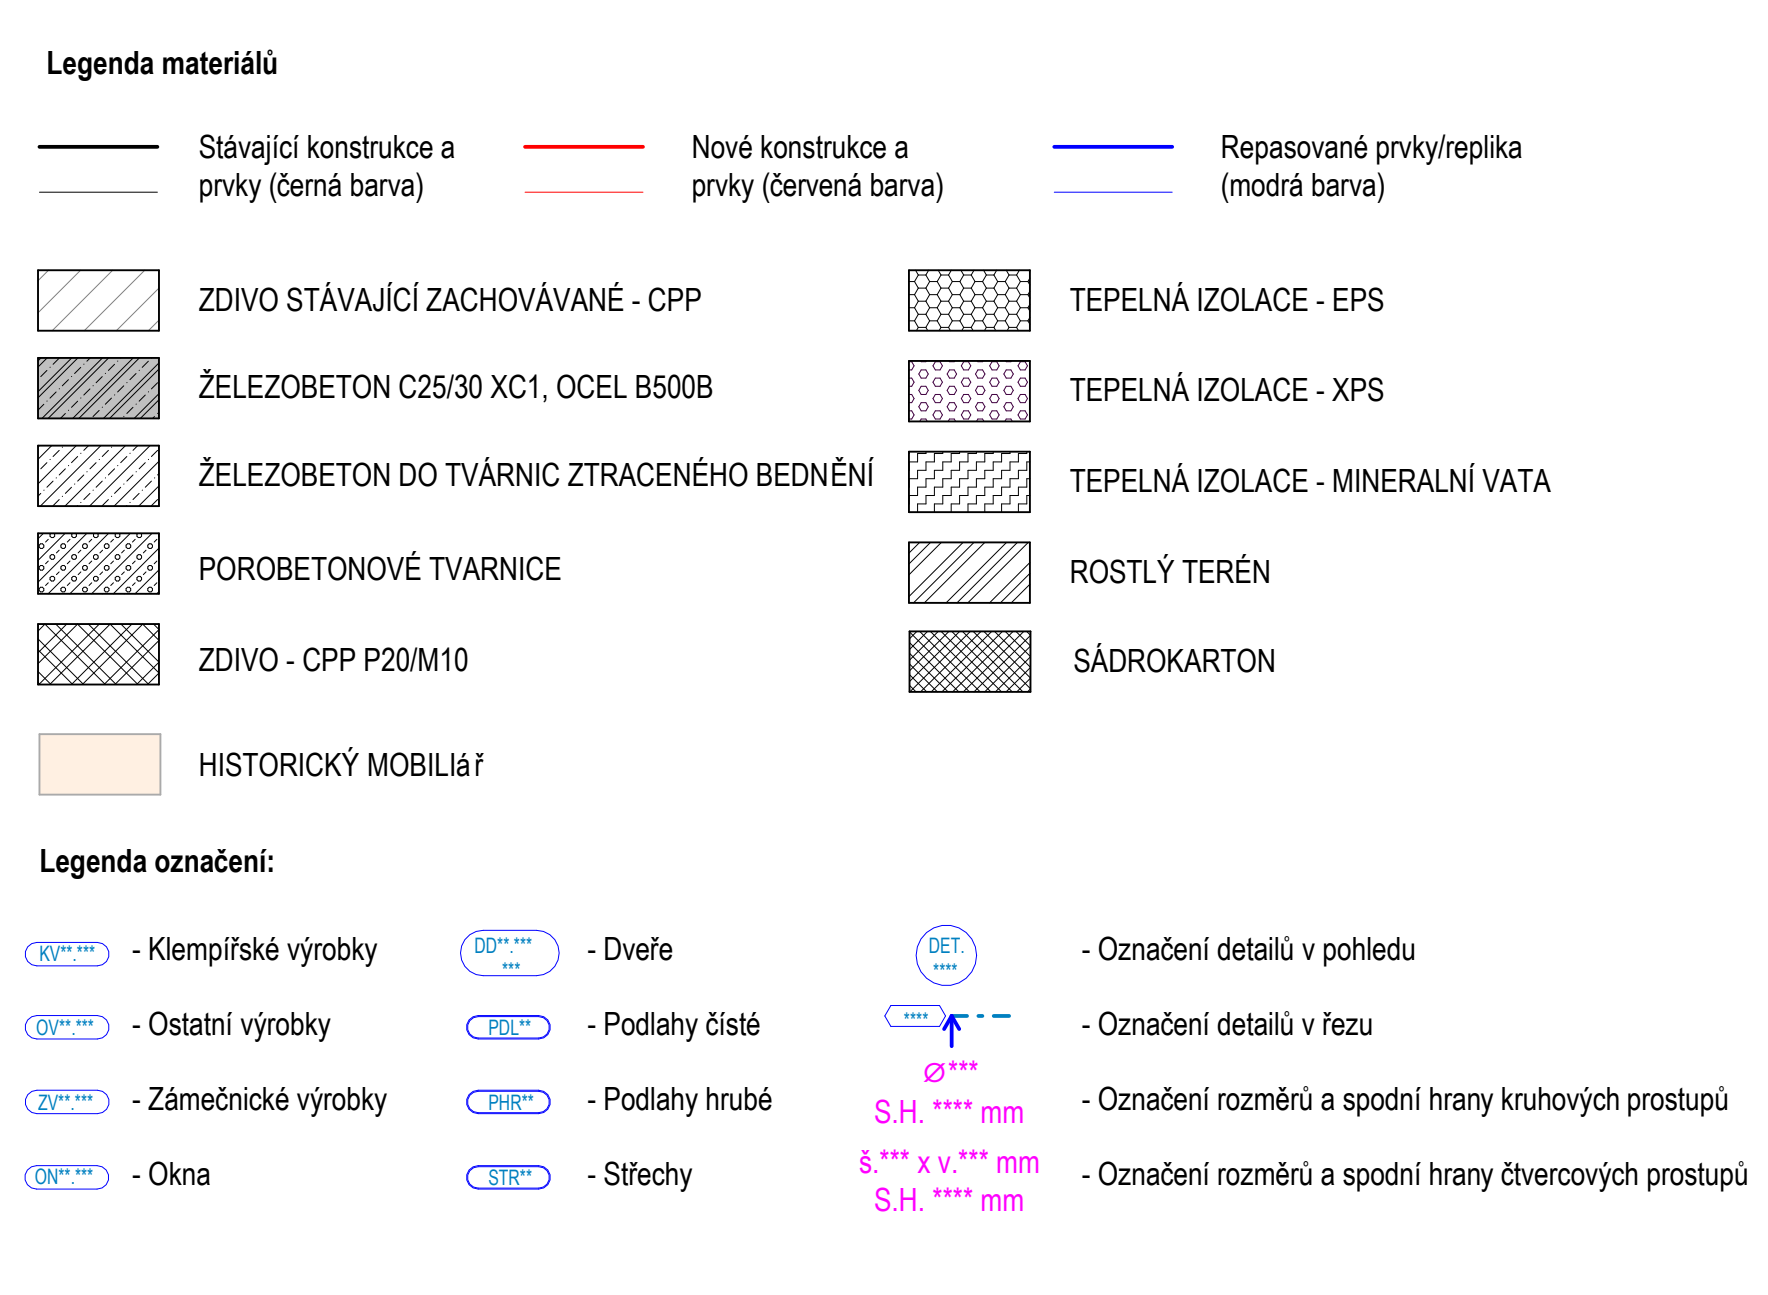 Legenda materiálů
Stávající konstrukce a
prvky (černá barva)
Nové konstrukce a
prvky (červená barva)
Repasované prvky/replika
(modrá barva)
ZDIVO STÁVAJÍCÍ ZACHOVÁVANÉ - CPP
ŽELEZOBETON C25/30 XC1, OCEL B500B
ŽELEZOBETON DO TVÁRNIC ZTRACENÉHO BEDNĚNÍ
POROBETONOVÉ TVARNICE
ZDIVO - CPP P20/M10
HISTORICKÝ MOBILIář
TEPELNÁ IZOLACE - EPS
TEPELNÁ IZOLACE - XPS
TEPELNÁ IZOLACE - MINERALNÍ VATA
ROSTLÝ TERÉN
SÁDROKARTON
Legenda označení:
KV**.*** - Klempířské výrobky
OV**.*** - Ostatní výrobky
ZV**.*** - Zámečnické výrobky
ON**.*** - Okna
DD**.***
*** - Dveře
PDL** - Podlahy čísté
PHR** - Podlahy hrubé
STR** - Střechy
DET.
**** - Označení detailů v pohledu
**** - Označení detailů v řezu
⌀***
S.H. **** mm - Označení rozměrů a spodní hrany kruhových prostupů
š.*** x v.*** mm
S.H. **** mm - Označení rozměrů a spodní hrany čtvercových prostupů